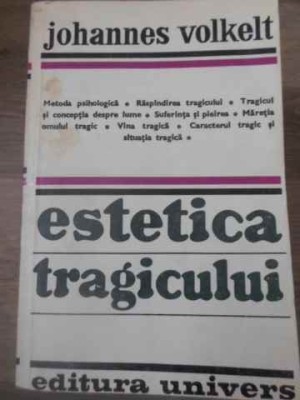 johannes volkelt
Metoda psihologică • Răspîndirea tragicului • Tragicul
și concepția despre lume • Suferința și pieirea • Măreția
omului tragic • Vina tragică • Caracterul tragic și
situația tragică •
estetica
tragicului
editura univers